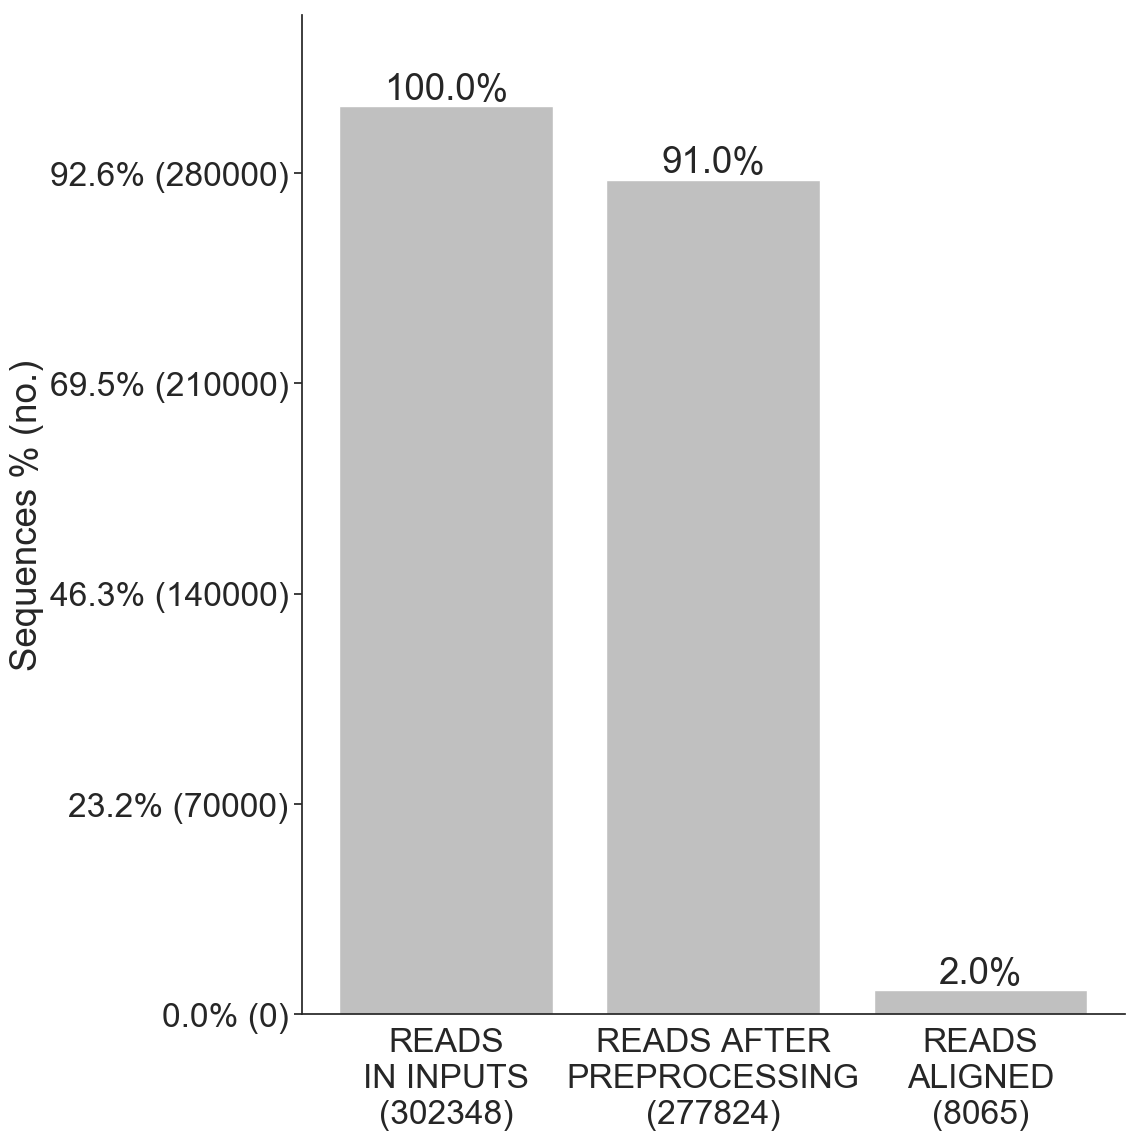 Sequences % (no.)
100.0%
92.6% (280000)
91.0%
69.5% (210000)
46.3% (140000)
23.2% (70000)
2.0%
0.0% (0)
READS
IN INPUTS
(302348)
READS AFTER
PREPROCESSING
(277824)
READS
ALIGNED
(8065)